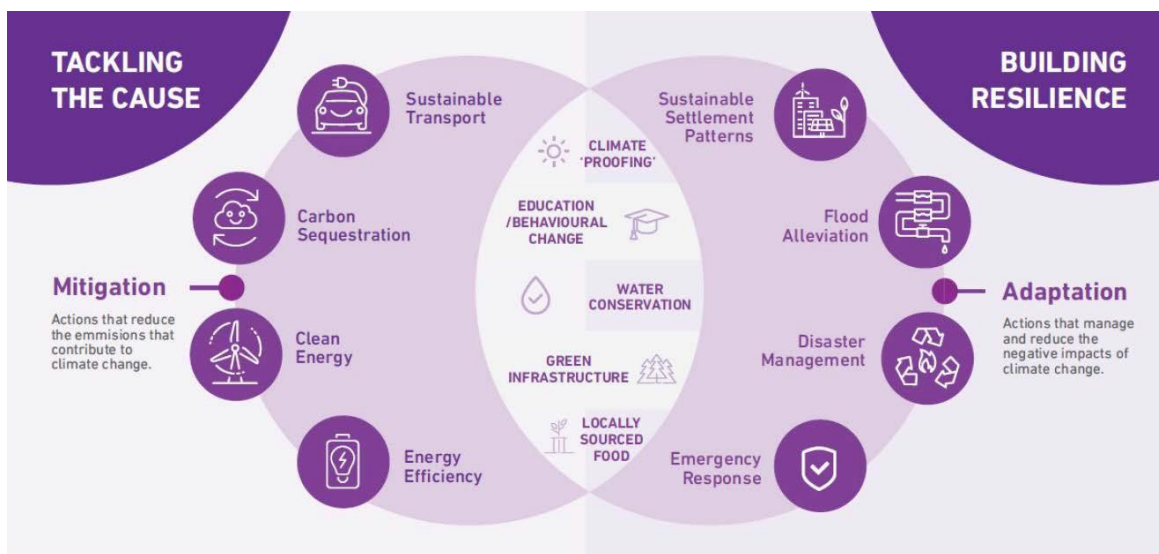 TACKLING
THE CAUSE
Sustainable
Transport
Carbon
Sequestration
Mitigation
Actions that reduce
the emmisions that
contribute to
climate change.
Clean
Energy
Energy
Efficiency
CLIMATE
'PROOFING'
EDUCATION
/BEHAVIOURAL
CHANGE
WATER
CONSERVATION
GREEN
INFRASTRUCTURE
LOCALLY
SOURCED
FOOD
BUILDING
RESILIENCE
Sustainable
Settlement
Patterns
Flood
Alleviation
Adaptation
Actions that manage
and reduce the
negative impacts of
climate change.
Disaster
Management
Emergency
Response